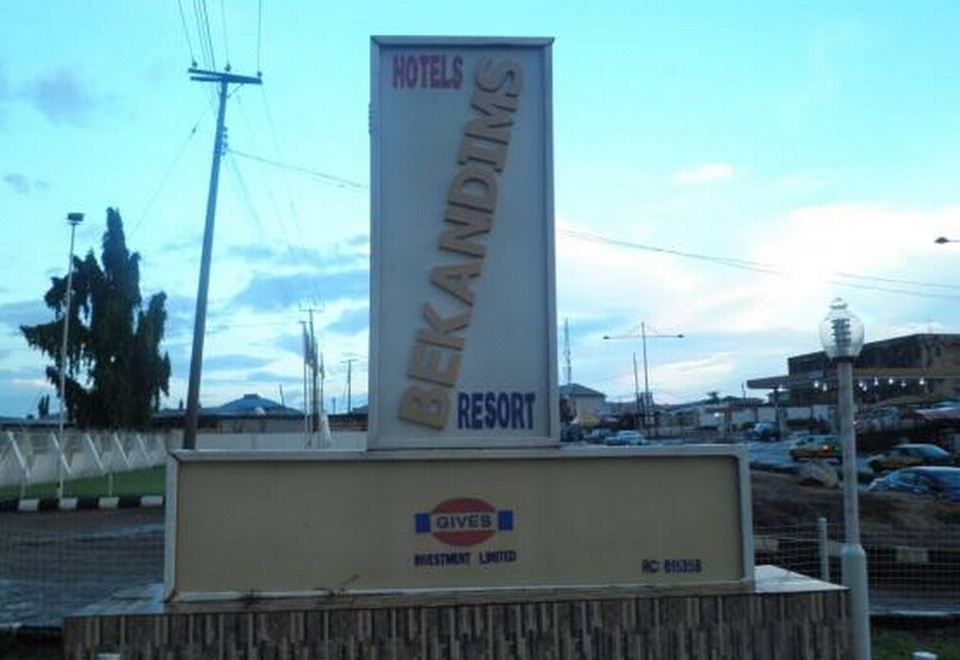 HOTELS
BEKANDIMS
RESORT
GIVES
INVESTMENT LIMITED
RC: 615358